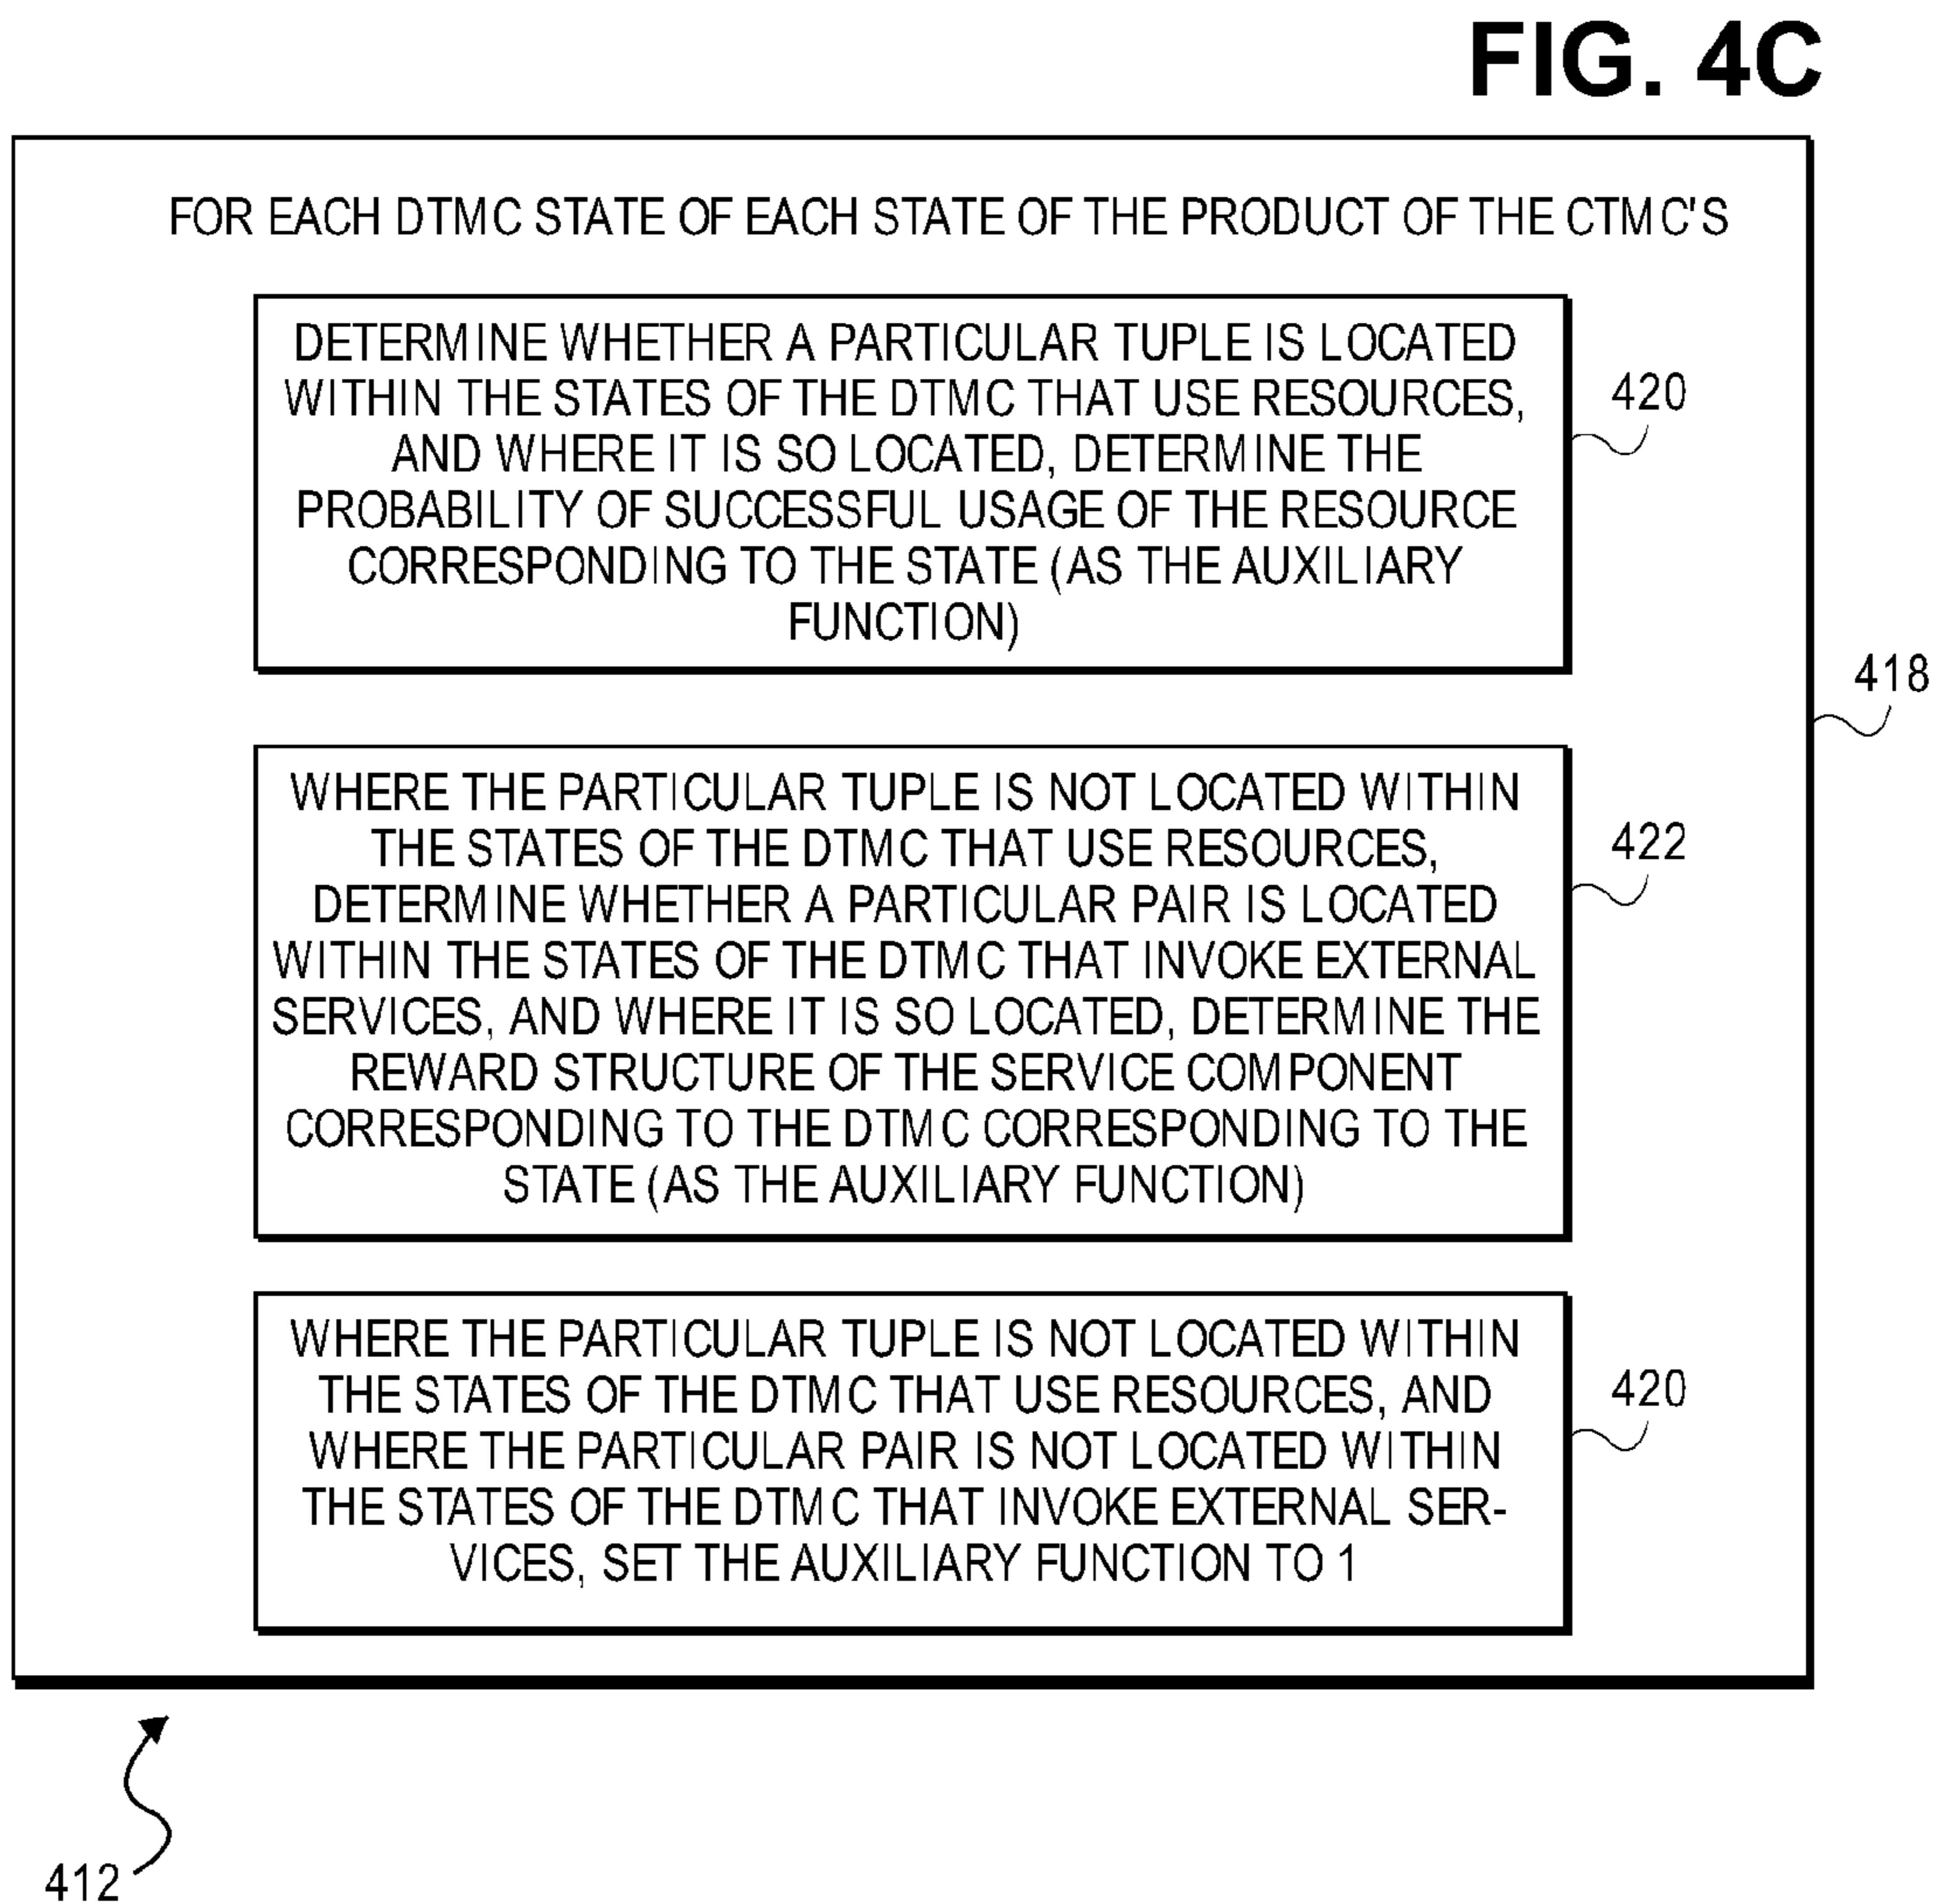 FIG. 4C
FOR EACH DTMC STATE OF EACH STATE OF THE PRODUCT OF THE CTMC'S
DETERMINE WHETHER A PARTICULAR TUPLE IS LOCATED
WITHIN THE STATES OF THE DTMC THAT USE RESOURCES,
AND WHERE IT IS SO LOCATED, DETERMINE THE
PROBABILITY OF SUCCESSFUL USAGE OF THE RESOURCE
CORRESPONDING TO THE STATE (AS THE AUXILIARY
FUNCTION)
420
418
WHERE THE PARTICULAR TUPLE IS NOT LOCATED WITHIN
THE STATES OF THE DTMC THAT USE RESOURCES,
DETERMINE WHETHER A PARTICULAR PAIR IS LOCATED
WITHIN THE STATES OF THE DTMC THAT INVOKE EXTERNAL
SERVICES, AND WHERE IT IS SO LOCATED, DETERMINE THE
REWARD STRUCTURE OF THE SERVICE COMPONENT
CORRESPONDING TO THE DTMC CORRESPONDING TO THE
STATE (AS THE AUXILIARY FUNCTION)
422
WHERE THE PARTICULAR TUPLE IS NOT LOCATED WITHIN
THE STATES OF THE DTMC THAT USE RESOURCES, AND
WHERE THE PARTICULAR PAIR IS NOT LOCATED WITHIN
THE STATES OF THE DTMC THAT INVOKE EXTERNAL SER-
VICES, SET THE AUXILIARY FUNCTION TO 1
420
412